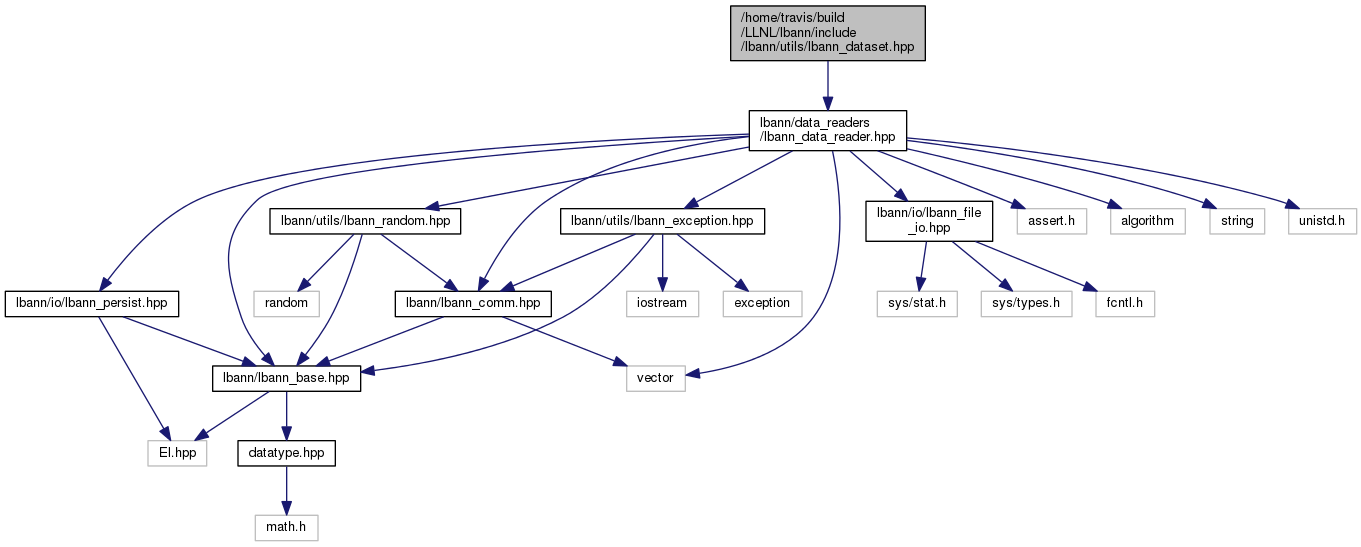 /home/travis/build
/LLNL/lbann/include
/lbann/utils/lbann_dataset.hpp
lbann/data_readers
/lbann_data_reader.hpp
lbann/utils/lbann_random.hpp
lbann/utils/lbann_exception.hpp
lbann/io/lbann_file
_io.hpp
assert.h
algorithm
string
unistd.h
lbann/io/lbann_persist.hpp
random
lbann/lbann_comm.hpp
iostream
exception
sys/stat.h
sys/types.h
fcntl.h
lbann/lbann_base.hpp
vector
El.hpp
datatype.hpp
math.h